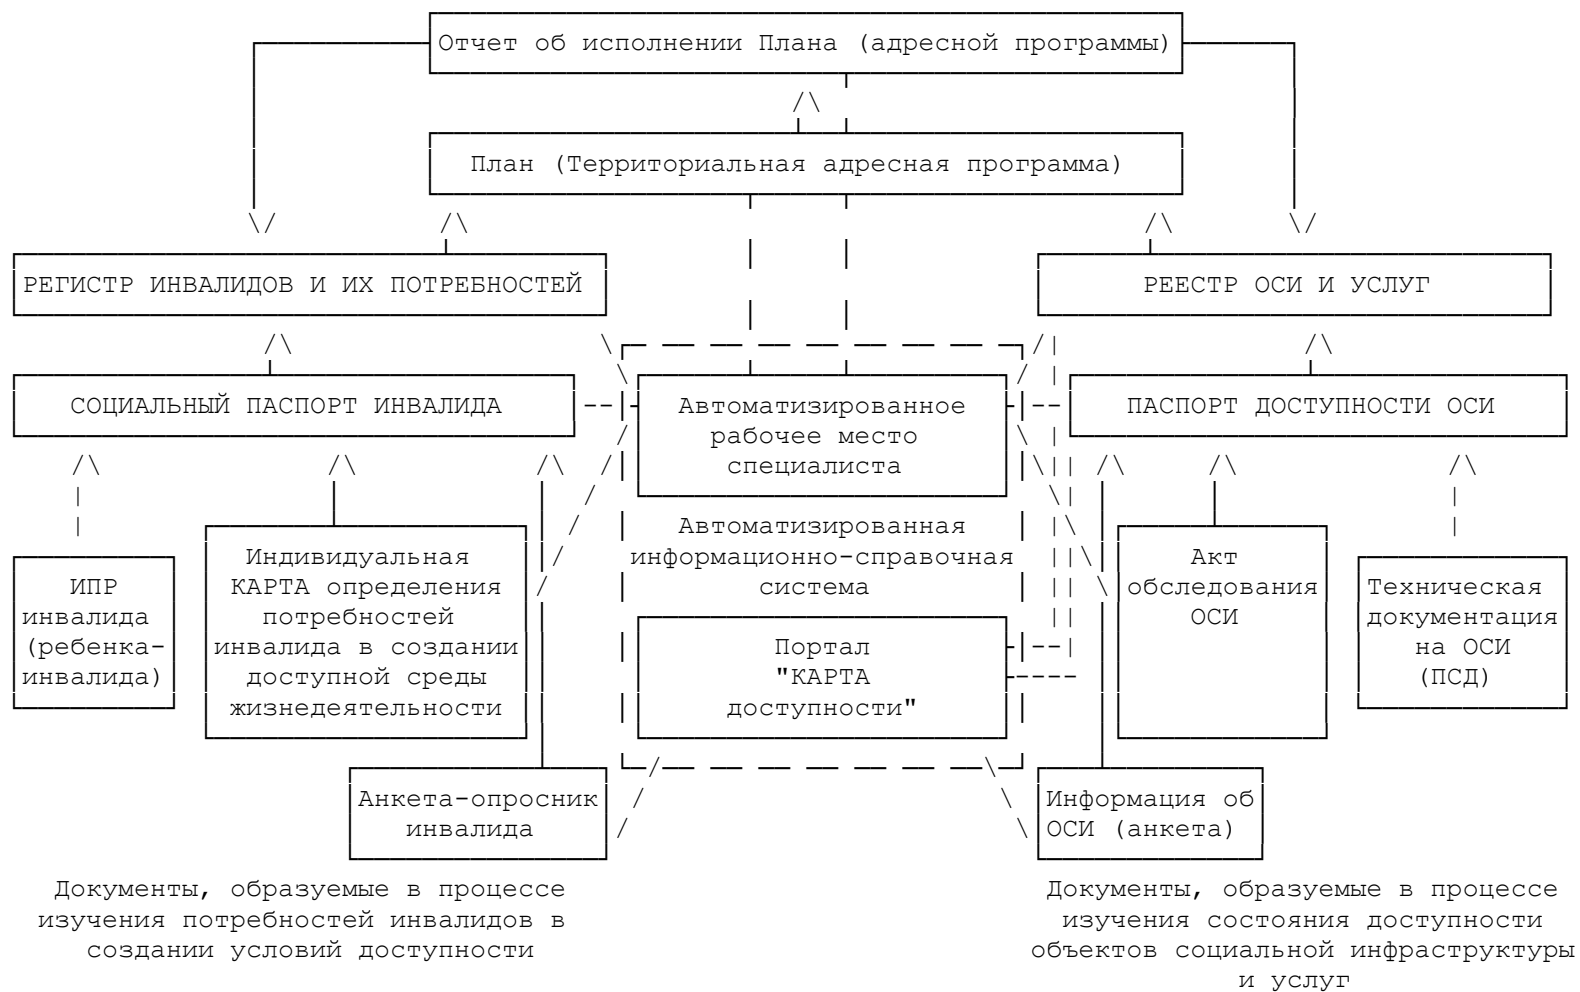 Отчет об исполнении Плана (адресной программы)
План (Территориальная адресная программа)
РЕГИСТР ИНВАЛИДОВ И ИХ ПОТРЕБНОСТЕЙ
РЕЕСТР ОСИ И УСЛУГ
СОЦИАЛЬНЫЙ ПАСПОРТ ИНВАЛИДА
Автоматизированное
рабочее место
специалиста
ПАСПОРТ ДОСТУПНОСТИ ОСИ
Автоматизированная
информационно-справочная
система
ИПР
инвалида
(ребенка-
инвалида)
Индивидуальная
КАРТА определения
потребностей
инвалида в создании
доступной среды
жизнедеятельности
Портал
"КАРТА
доступности"
Акт
обследования
ОСИ
Техническая
документация
на ОСИ
(ПСД)
Анкета-опросник
инвалида
Информация об
ОСИ (анкета)
Документы, образуемые в процессе
изучения потребностей инвалидов в
создании условий доступности
Документы, образуемые в процессе
изучения состояния доступности
объектов социальной инфраструктуры
и услуг